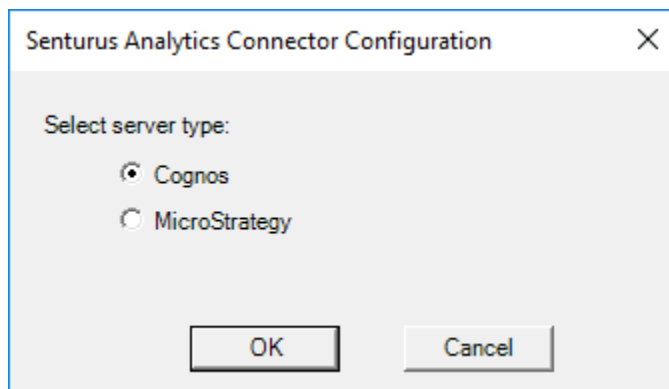 Senturus Analytics Connector Configuration
Select server type:
Cognos
MicroStrategy
OK Cancel